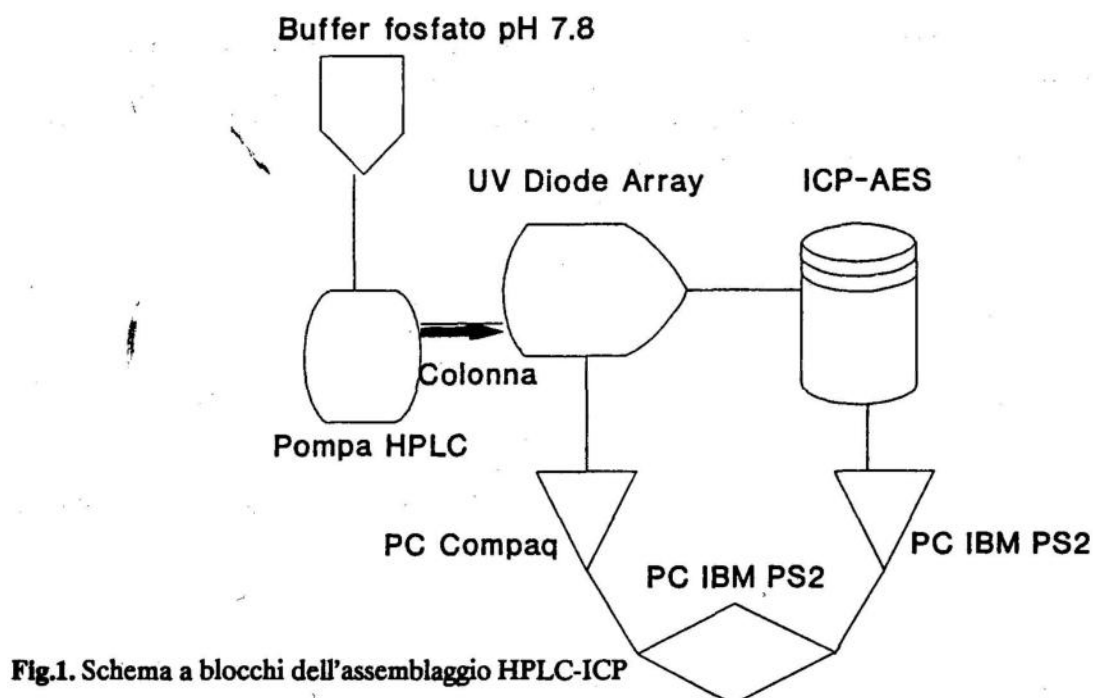 Buffer fosfato pH 7.8
UV Diode Array
ICP-AES
Colonna
Pompa HPLC
PC Compaq
PC IBM PS2
PC IBM PS2
Fig.1. Schema a blocchi dell'assemblaggio HPLC-ICP